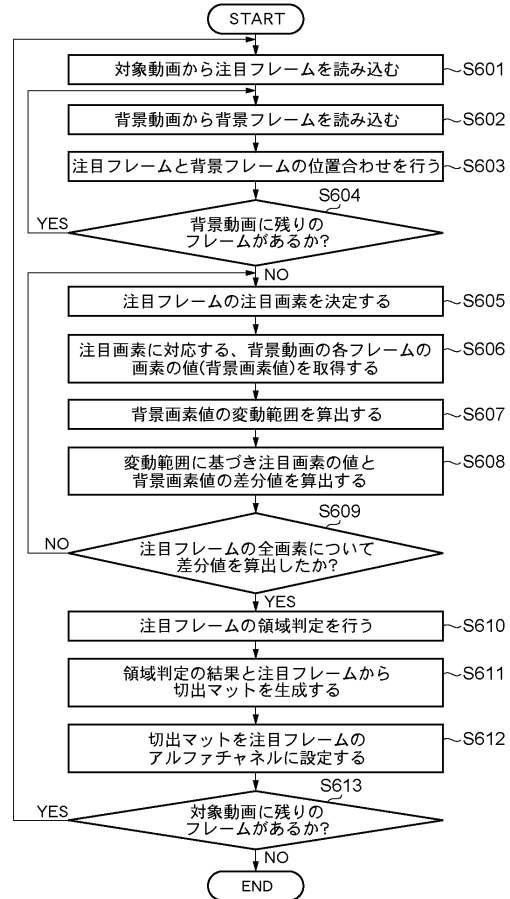 START
対象動画から注目フレームを読み込む
S601
背景動画から背景フレームを読み込む
S602
注目フレームと背景フレームの位置合わせを行う
S603
S604
YES
背景動画に残りの
フレームがあるか?
NO
注目フレームの注目画素を決定する
S605
注目画素に対応する、背景動画の各フレームの
画素の値(背景画素値)を取得する
S606
背景画素値の変動範囲を算出する
S607
変動範囲に基づき注目画素の値と
背景画素値の差分値を算出する
S608
S609
NO
注目フレームの全画素について
差分値を算出したか?
YES
注目フレームの領域判定を行う
S610
領域判定の結果と注目フレームから
切出マットを生成する
S611
切出マットを注目フレームの
アルファチャネルに設定する
S612
S613
YES
対象動画に残りの
フレームがあるか?
NO
END